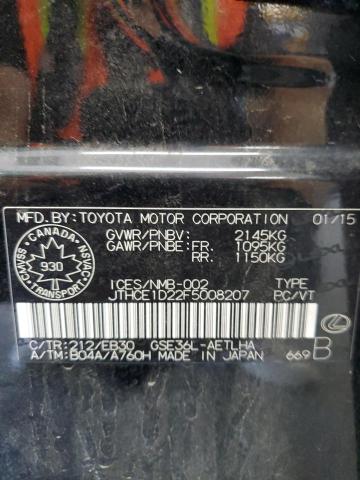 MFD.BY:TOYOTA MOTOR CORPORATION 01/15
GVWR/PNBV: 2145KG
GAWR/PNBE:FR. 1095KG
RR. 1150KG
CANADA
930
TRANSPORT
CMVSS
NSVAC
ICES/NMB-002 TYPE
JTHCE1D22F5008207 PC/VT
C/TR:212/EB30 GSE36L-AETLHA
A/TM:B04A/A760H MADE IN JAPAN 669 B